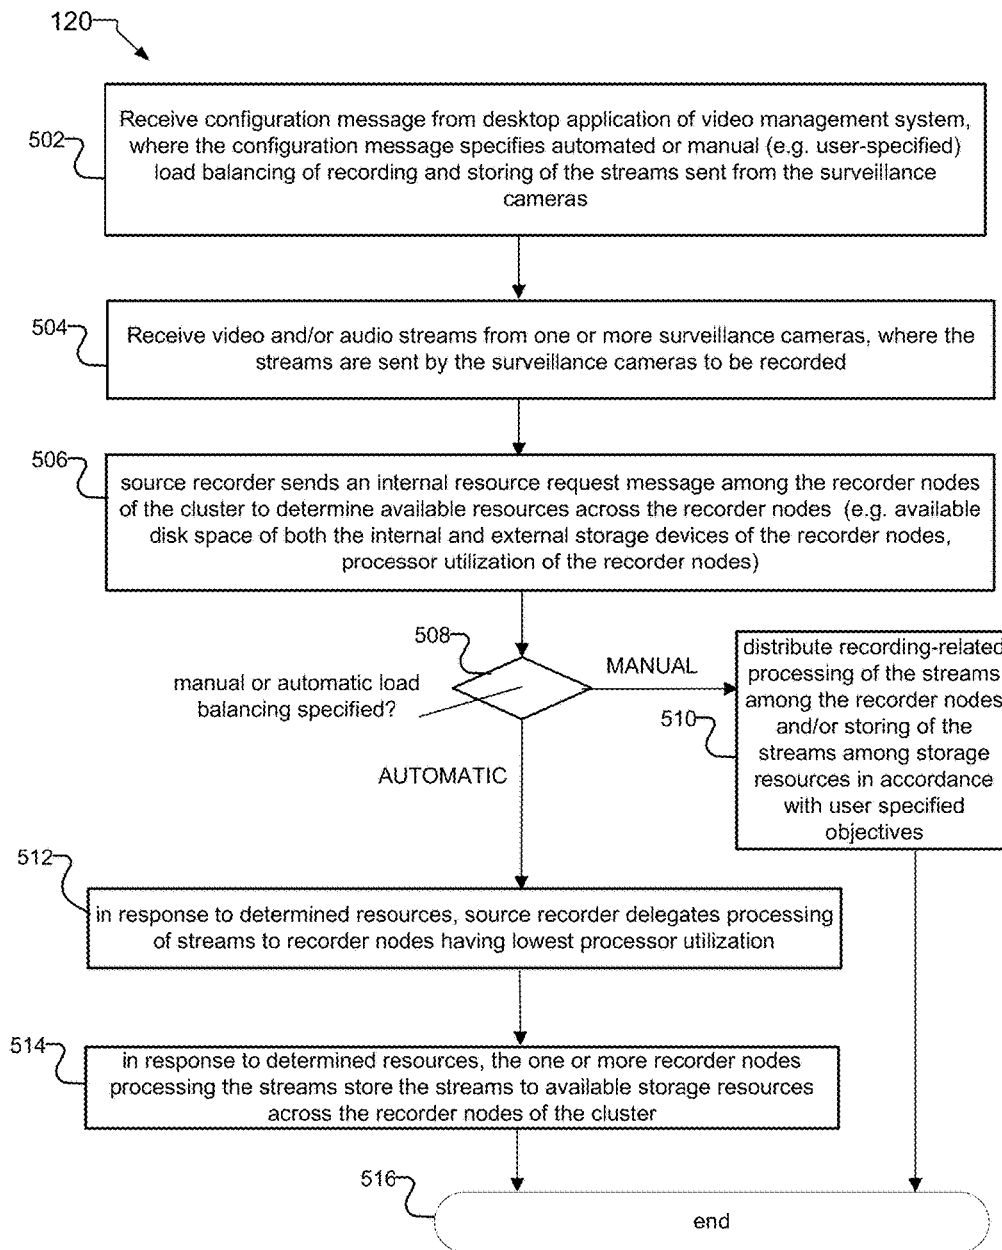 120
502
Receive configuration message from desktop application of video management system,
where the configuration message specifies automated or manual (e.g. user-specified)
load balancing of recording and storing of the streams sent from the surveillance
cameras
504
Receive video and/or audio streams from one or more surveillance cameras, where the
streams are sent by the surveillance cameras to be recorded
506
source recorder sends an internal resource request message among the recorder nodes
of the cluster to determine available resources across the recorder nodes (e.g. available
disk space of both the internal and external storage devices of the recorder nodes,
processor utilization of the recorder nodes)
508
manual or automatic load
balancing specified?
MANUAL
AUTOMATIC
510
distribute recording-related
processing of the streams
among the recorder nodes
and/or storing of the
streams among storage
resources in accordance
with user specified
objectives
512
in response to determined resources, source recorder delegates processing
of streams to recorder nodes having lowest processor utilization
514
in response to determined resources, the one or more recorder nodes
processing the streams store the streams to available storage resources
across the recorder nodes of the cluster
516
end